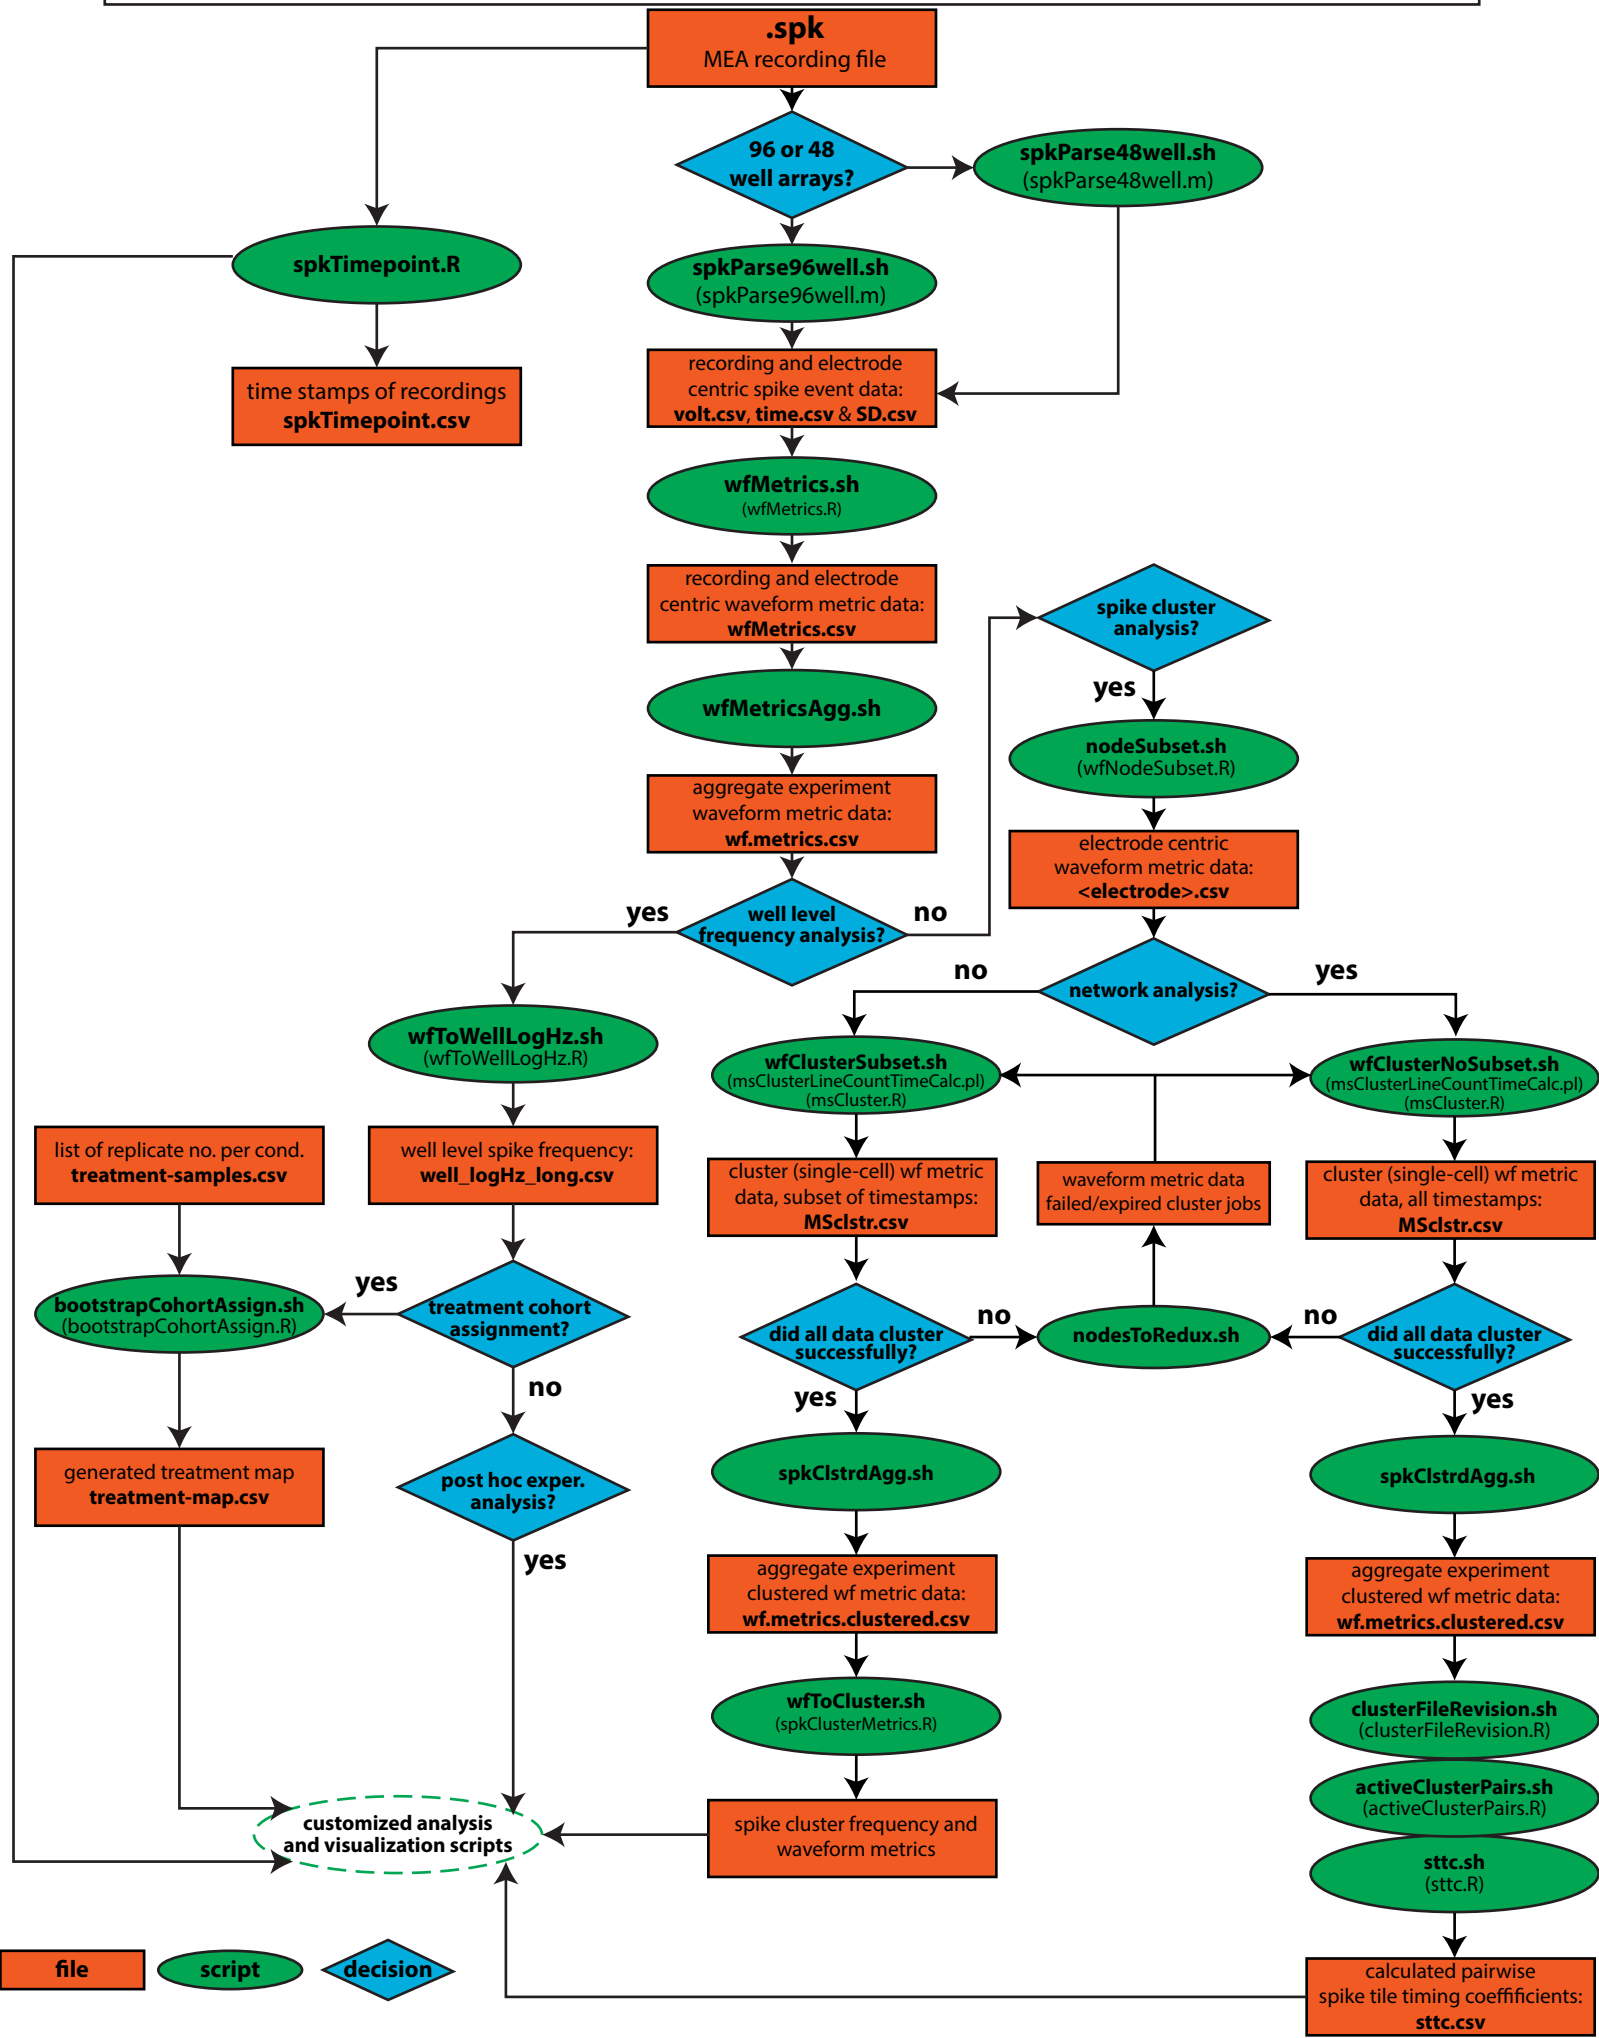 .spk
MEA recording file
96 or 48
well arrays?
spkParse48well.sh
(spkParse48well.m)
spkTimepoint.R
spkParse96well.sh
(spkParse96well.m)
time stamps of recordings
spkTimepoint.csv
recording and electrode
centric spike event data:
volt.csv, time.csv & SD.csv
wfMetrics.sh
(wfMetrics.R)
recording and electrode
centric waveform metric data:
wfMetrics.csv
spike cluster
analysis?
yes
wfMetricsAgg.sh
nodeSubset.sh
(wfNodeSubset.R)
aggregate experiment
waveform metric data:
wf.metrics.csv
electrode centric
waveform metric data:
<electrode>.csv
yes
well level
frequency analysis?
no
no
network analysis?
yes
wfToWellLogHz.sh
(wfToWellLogHz.R)
wfClusterSubset.sh
(msClusterLineCountTimeCalc.pl)
(msCluster.R)
wfClusterNoSubset.sh
(msClusterLineCountTimeCalc.pl)
(msCluster.R)
list of replicate no. per cond.
treatment-samples.csv
well level spike frequency:
well_logHz_long.csv
cluster (single-cell) wf metric
data, subset of timestamps:
MSclstr.csv
waveform metric data
failed/expired cluster jobs
cluster (single-cell) wf metric
data, all timestamps:
MSclstr.csv
bootstrapCohortAssign.sh
(bootstrapCohortAssign.R)
yes
treatment cohort
assignment?
no
did all data cluster
successfully?
no
nodesToRedux.sh
no
did all data cluster
successfully?
yes
yes
generated treatment map
treatment-map.csv
post hoc exper.
analysis?
yes
spkClstrdAgg.sh
spkClstrdAgg.sh
aggregate experiment
clustered wf metric data:
wf.metrics.clustered.csv
aggregate experiment
clustered wf metric data:
wf.metrics.clustered.csv
wfToCluster.sh
(spkClusterMetrics.R)
clusterFileRevision.sh
(clusterFileRevision.R)
activeClusterPairs.sh
(activeClusterPairs.R)
customized analysis
and visualization scripts
spike cluster frequency and
waveform metrics
sttc.sh
(sttc.R)
file
script
decision
calculated pairwise
spike tile timing coeffificients:
sttc.csv